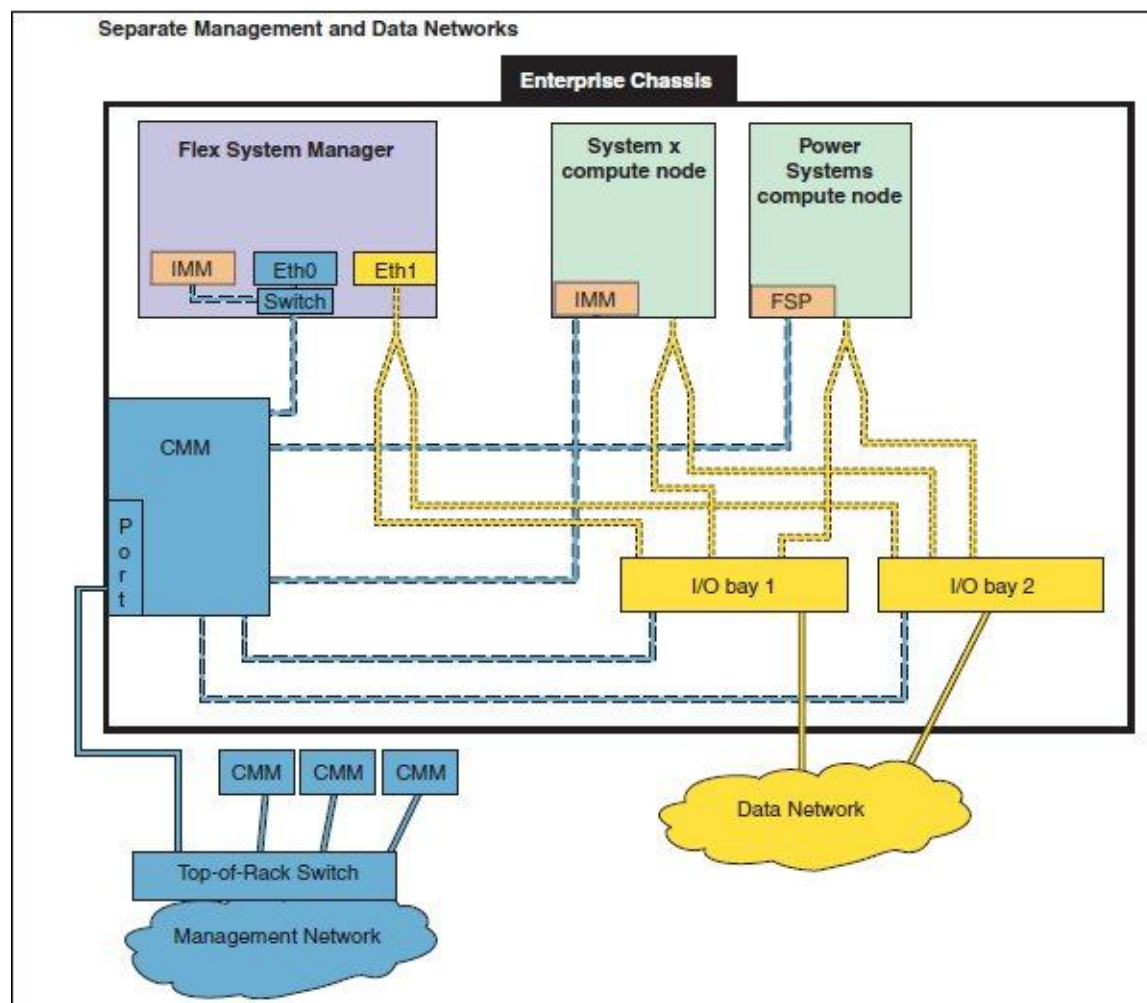 Separate Management and Data Networks
Enterprise Chassis
Flex System Manager
System x
compute node
Power
Systems
compute node
IMM
Eth0
Eth1
Switch
IMM
FSP
CMM
Port
I/O bay 1
I/O bay 2
CMM
CMM
CMM
Data Network
Top-of-Rack Switch
Management Network